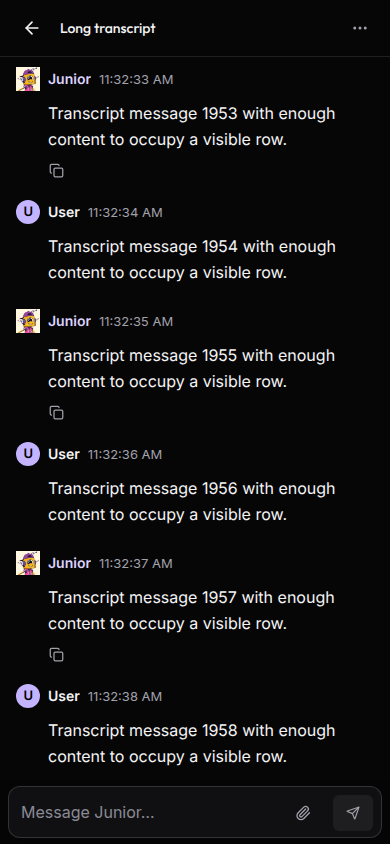 Long transcript
Junior 11:32:33 AM
Transcript message 1953 with enough
content to occupy a visible row.
U User 11:32:34 AM
Transcript message 1954 with enough
content to occupy a visible row.
Junior 11:32:35 AM
Transcript message 1955 with enough
content to occupy a visible row.
U User 11:32:36 AM
Transcript message 1956 with enough
content to occupy a visible row.
Junior 11:32:37 AM
Transcript message 1957 with enough
content to occupy a visible row.
U User 11:32:38 AM
Transcript message 1958 with enough
content to occupy a visible row.
Message Junior...